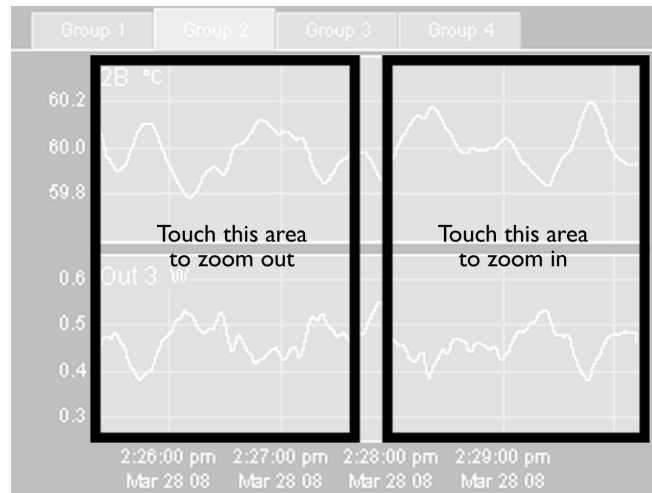 Group 1 Group 2 Group 3 Group 4
2B °C
60.2
60.0
59.8
Touch this area
to zoom out
Touch this area
to zoom in
Out 3 W
0.6
0.5
0.4
0.3
2:26:00 pm 2:27:00 pm 2:28:00 pm 2:29:00 pm
Mar 28 08 Mar 28 08 Mar 28 08 Mar 28 08